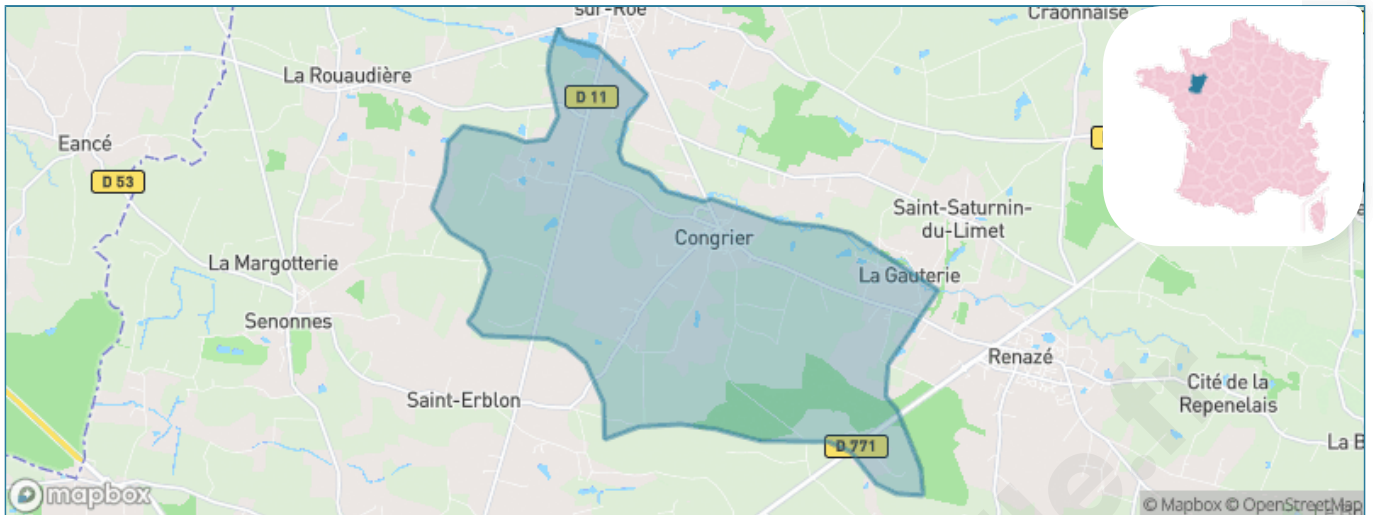 sur-Roë
Craonnaise
La Rouaudière
D 11
Eancé
D 53
Saint-Saturnin-
du-Limet
Congrier
La Margotterie
La Gauterie
Senonnes
Renazé
Cité de la
Repenelais
Saint-Erblon
D 771
La B
mapbox
© Mapbox © OpenStreetMap